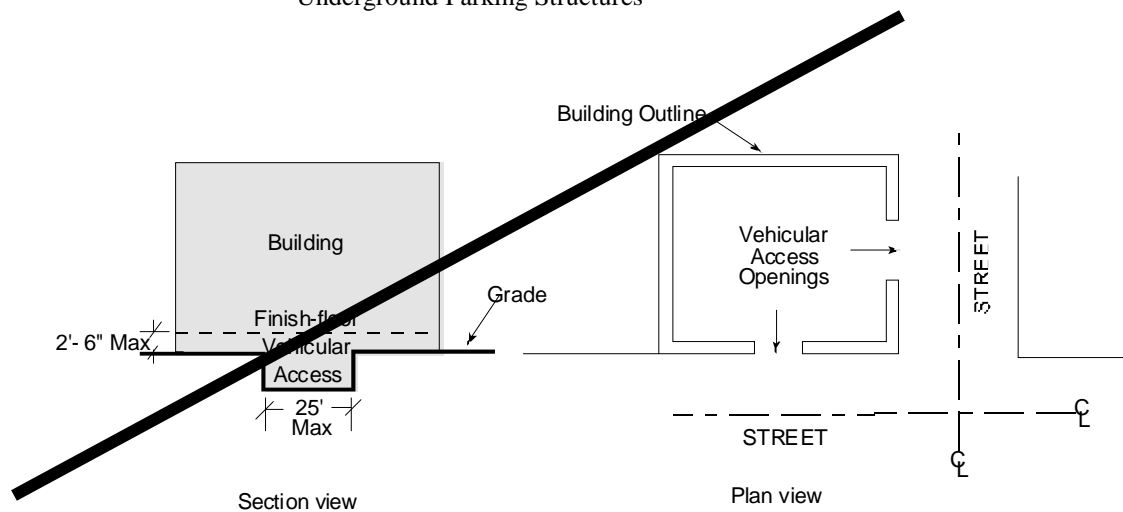 Underground Parking Structures
Building Outline
Building
Vehicular
Access
Openings
STREET
Grade
Finish-floor
2'- 6" Max
Vehicular
Access
25'
Max
STREET
CL
CL
Section view
Plan view